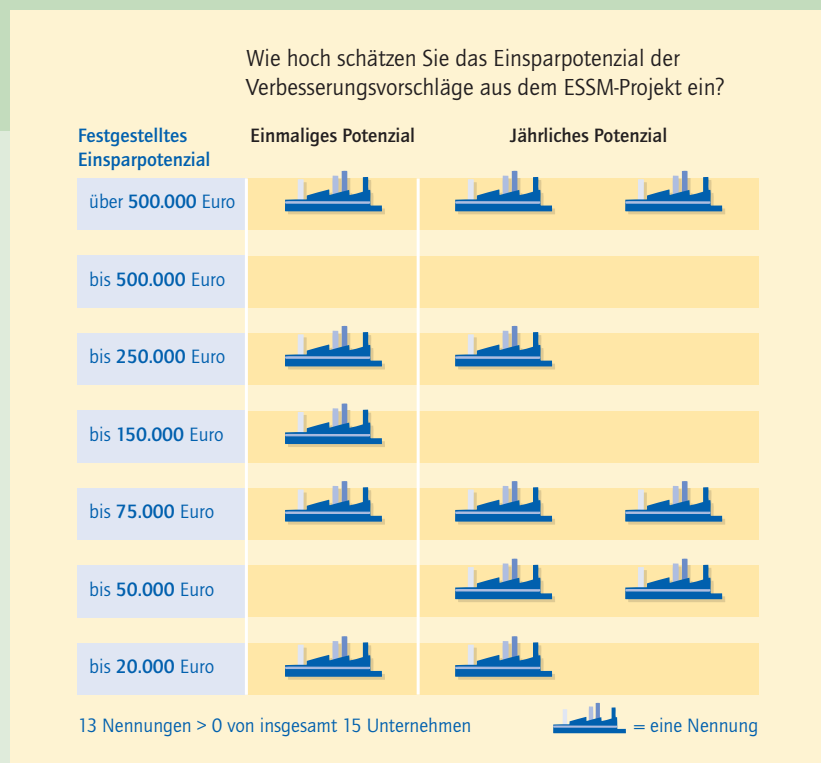 Wie hoch schätzen Sie das Einsparpotenzial der
Verbesserungsvorschläge aus dem ESSM-Projekt ein?
Festgestelltes
Einsparpotenzial
Einmaliges Potenzial
Jährliches Potenzial
über 500.000 Euro
bis 500.000 Euro
bis 250.000 Euro
bis 150.000 Euro
bis 75.000 Euro
bis 50.000 Euro
bis 20.000 Euro
13 Nennungen > 0 von insgesamt 15 Unternehmen
= eine Nennung